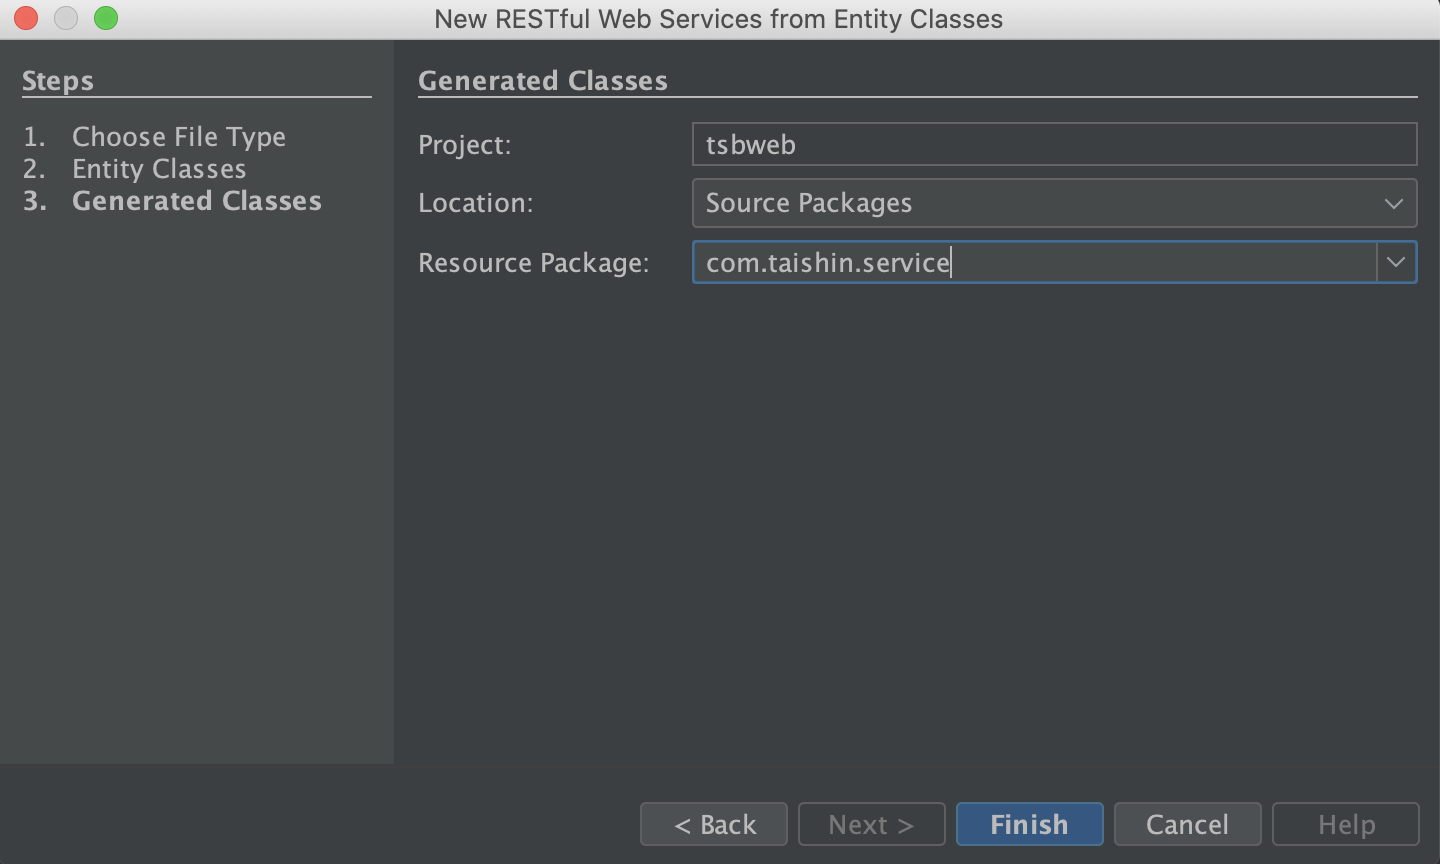 New RESTful Web Services from Entity Classes
Steps
1. Choose File Type
2. Entity Classes
3. Generated Classes
Generated Classes
Project: tsbweb
Location: Source Packages
Resource Package: com.taishin.service
< Back Next > Finish Cancel Help